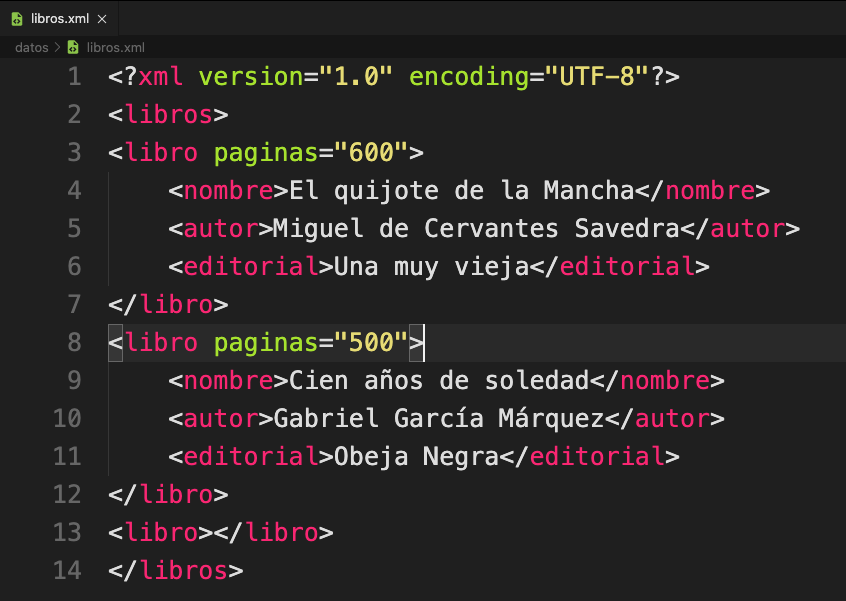 libros.xml ×
datos > libros.xml
1 <?xml version="1.0" encoding="UTF-8"?>
2 <libros>
3 <libro paginas="600">
4     <nombre>El quijote de la Mancha</nombre>
5     <autor>Miguel de Cervantes Savedra</autor>
6     <editorial>Una muy vieja</editorial>
7 </libro>
8 <libro paginas="500">
9     <nombre>Cien años de soledad</nombre>
10     <autor>Gabriel García Márquez</autor>
11     <editorial>Obeja Negra</editorial>
12 </libro>
13 <libro></libro>
14 </libros>